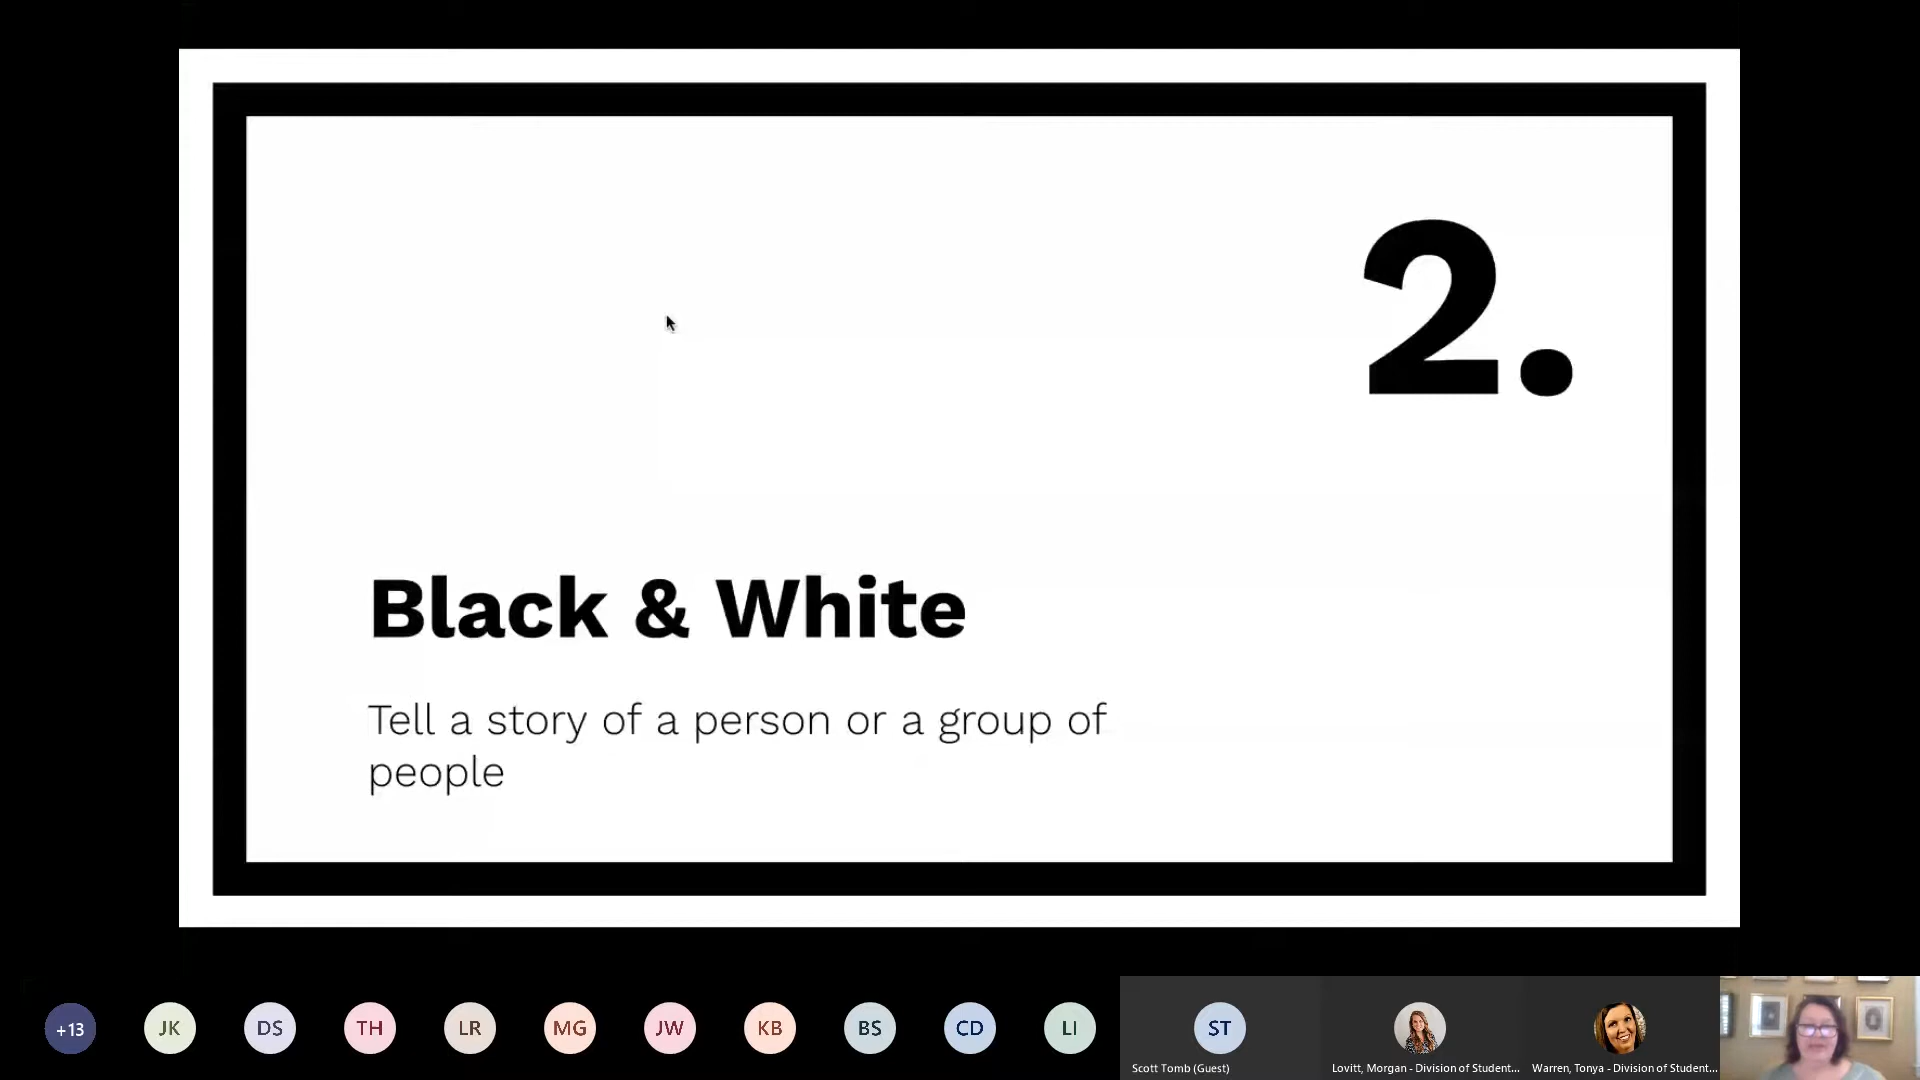 2.
Black & White
Tell a story of a person or a group of
people
+13
JK
DS
TH
LR
MG
JW
KB
BS
CD
LI
ST
Scott Tomb (Guest)
Lovitt, Morgan - Division of Student...
Warren, Tonya - Division of Student...